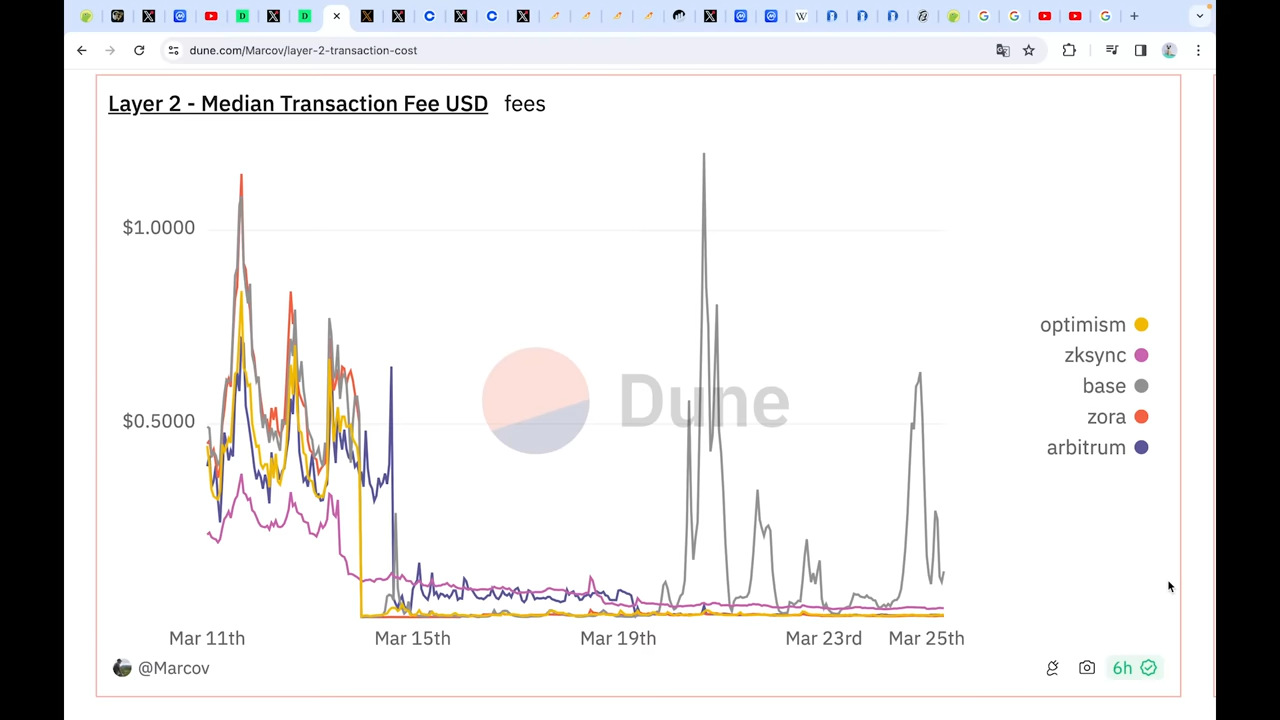 dune.com/Marcov/layer-2-transaction-cost
Layer 2 - Median Transaction Fee USD fees
$1.0000
$0.5000
Dune
optimism
zksync
base
zora
arbitrum
Mar 11th Mar 15th Mar 19th Mar 23rd Mar 25th
@Marcov
6h